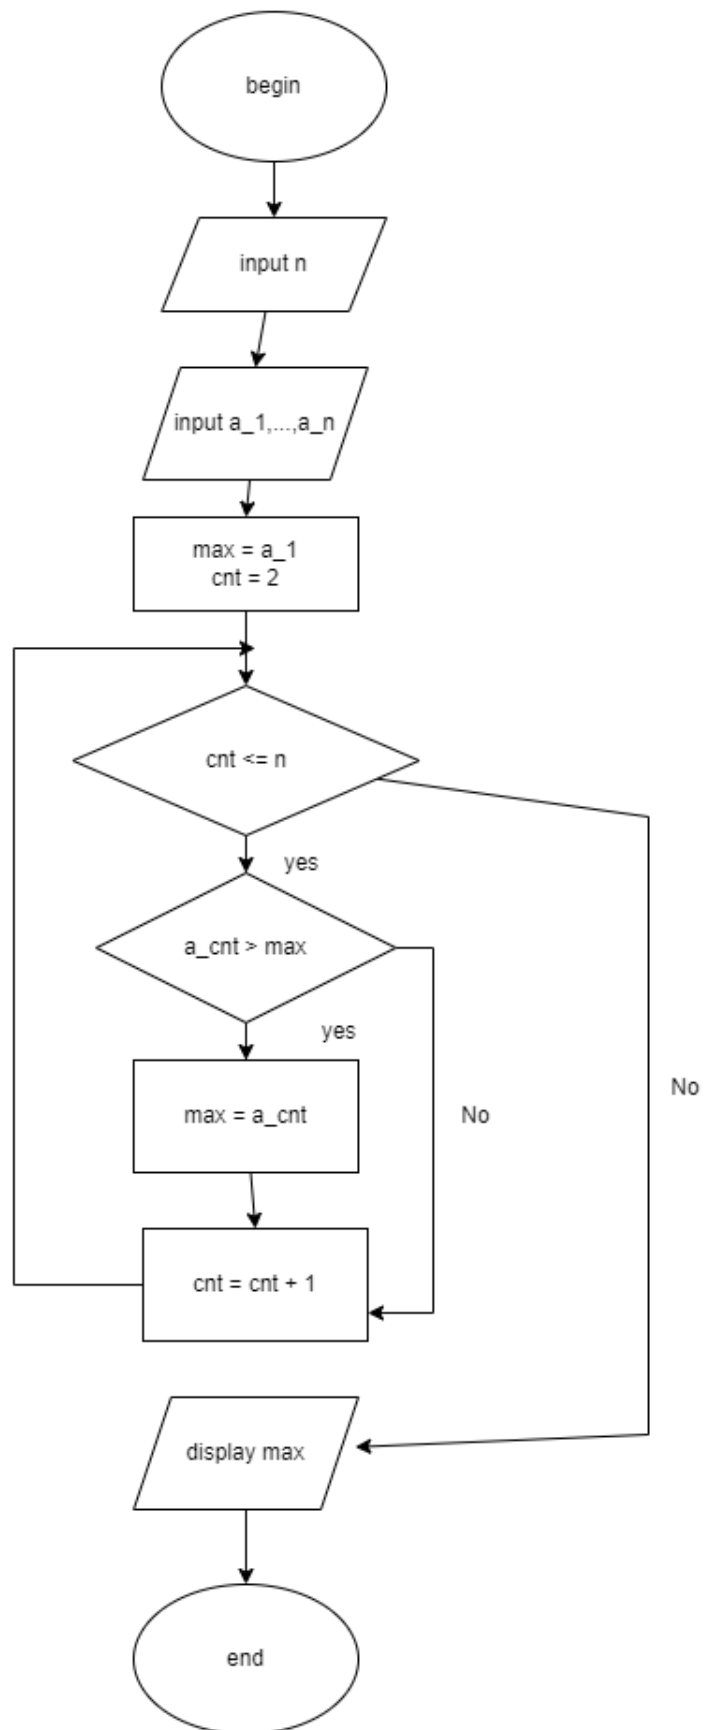 begin
input n
input a_1,...,a_n
max = a_1
cnt = 2
cnt <= n
yes
a_cnt > max
yes
max = a_cnt
No
No
cnt = cnt + 1
display max
end